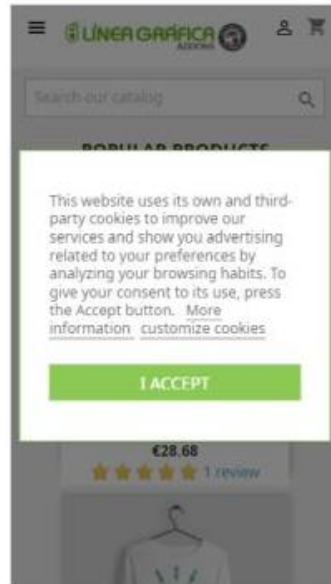 LÍNEA GRÁFICA
ADDONS
Search our catalog
POPULAR PRODUCTS
This website uses its own and third-
party cookies to improve our
services and show you advertising
related to your preferences by
analyzing your browsing habits. To
give your consent to its use, press
the Accept button. More
information customize cookies
I ACCEPT
€28.68
1 review